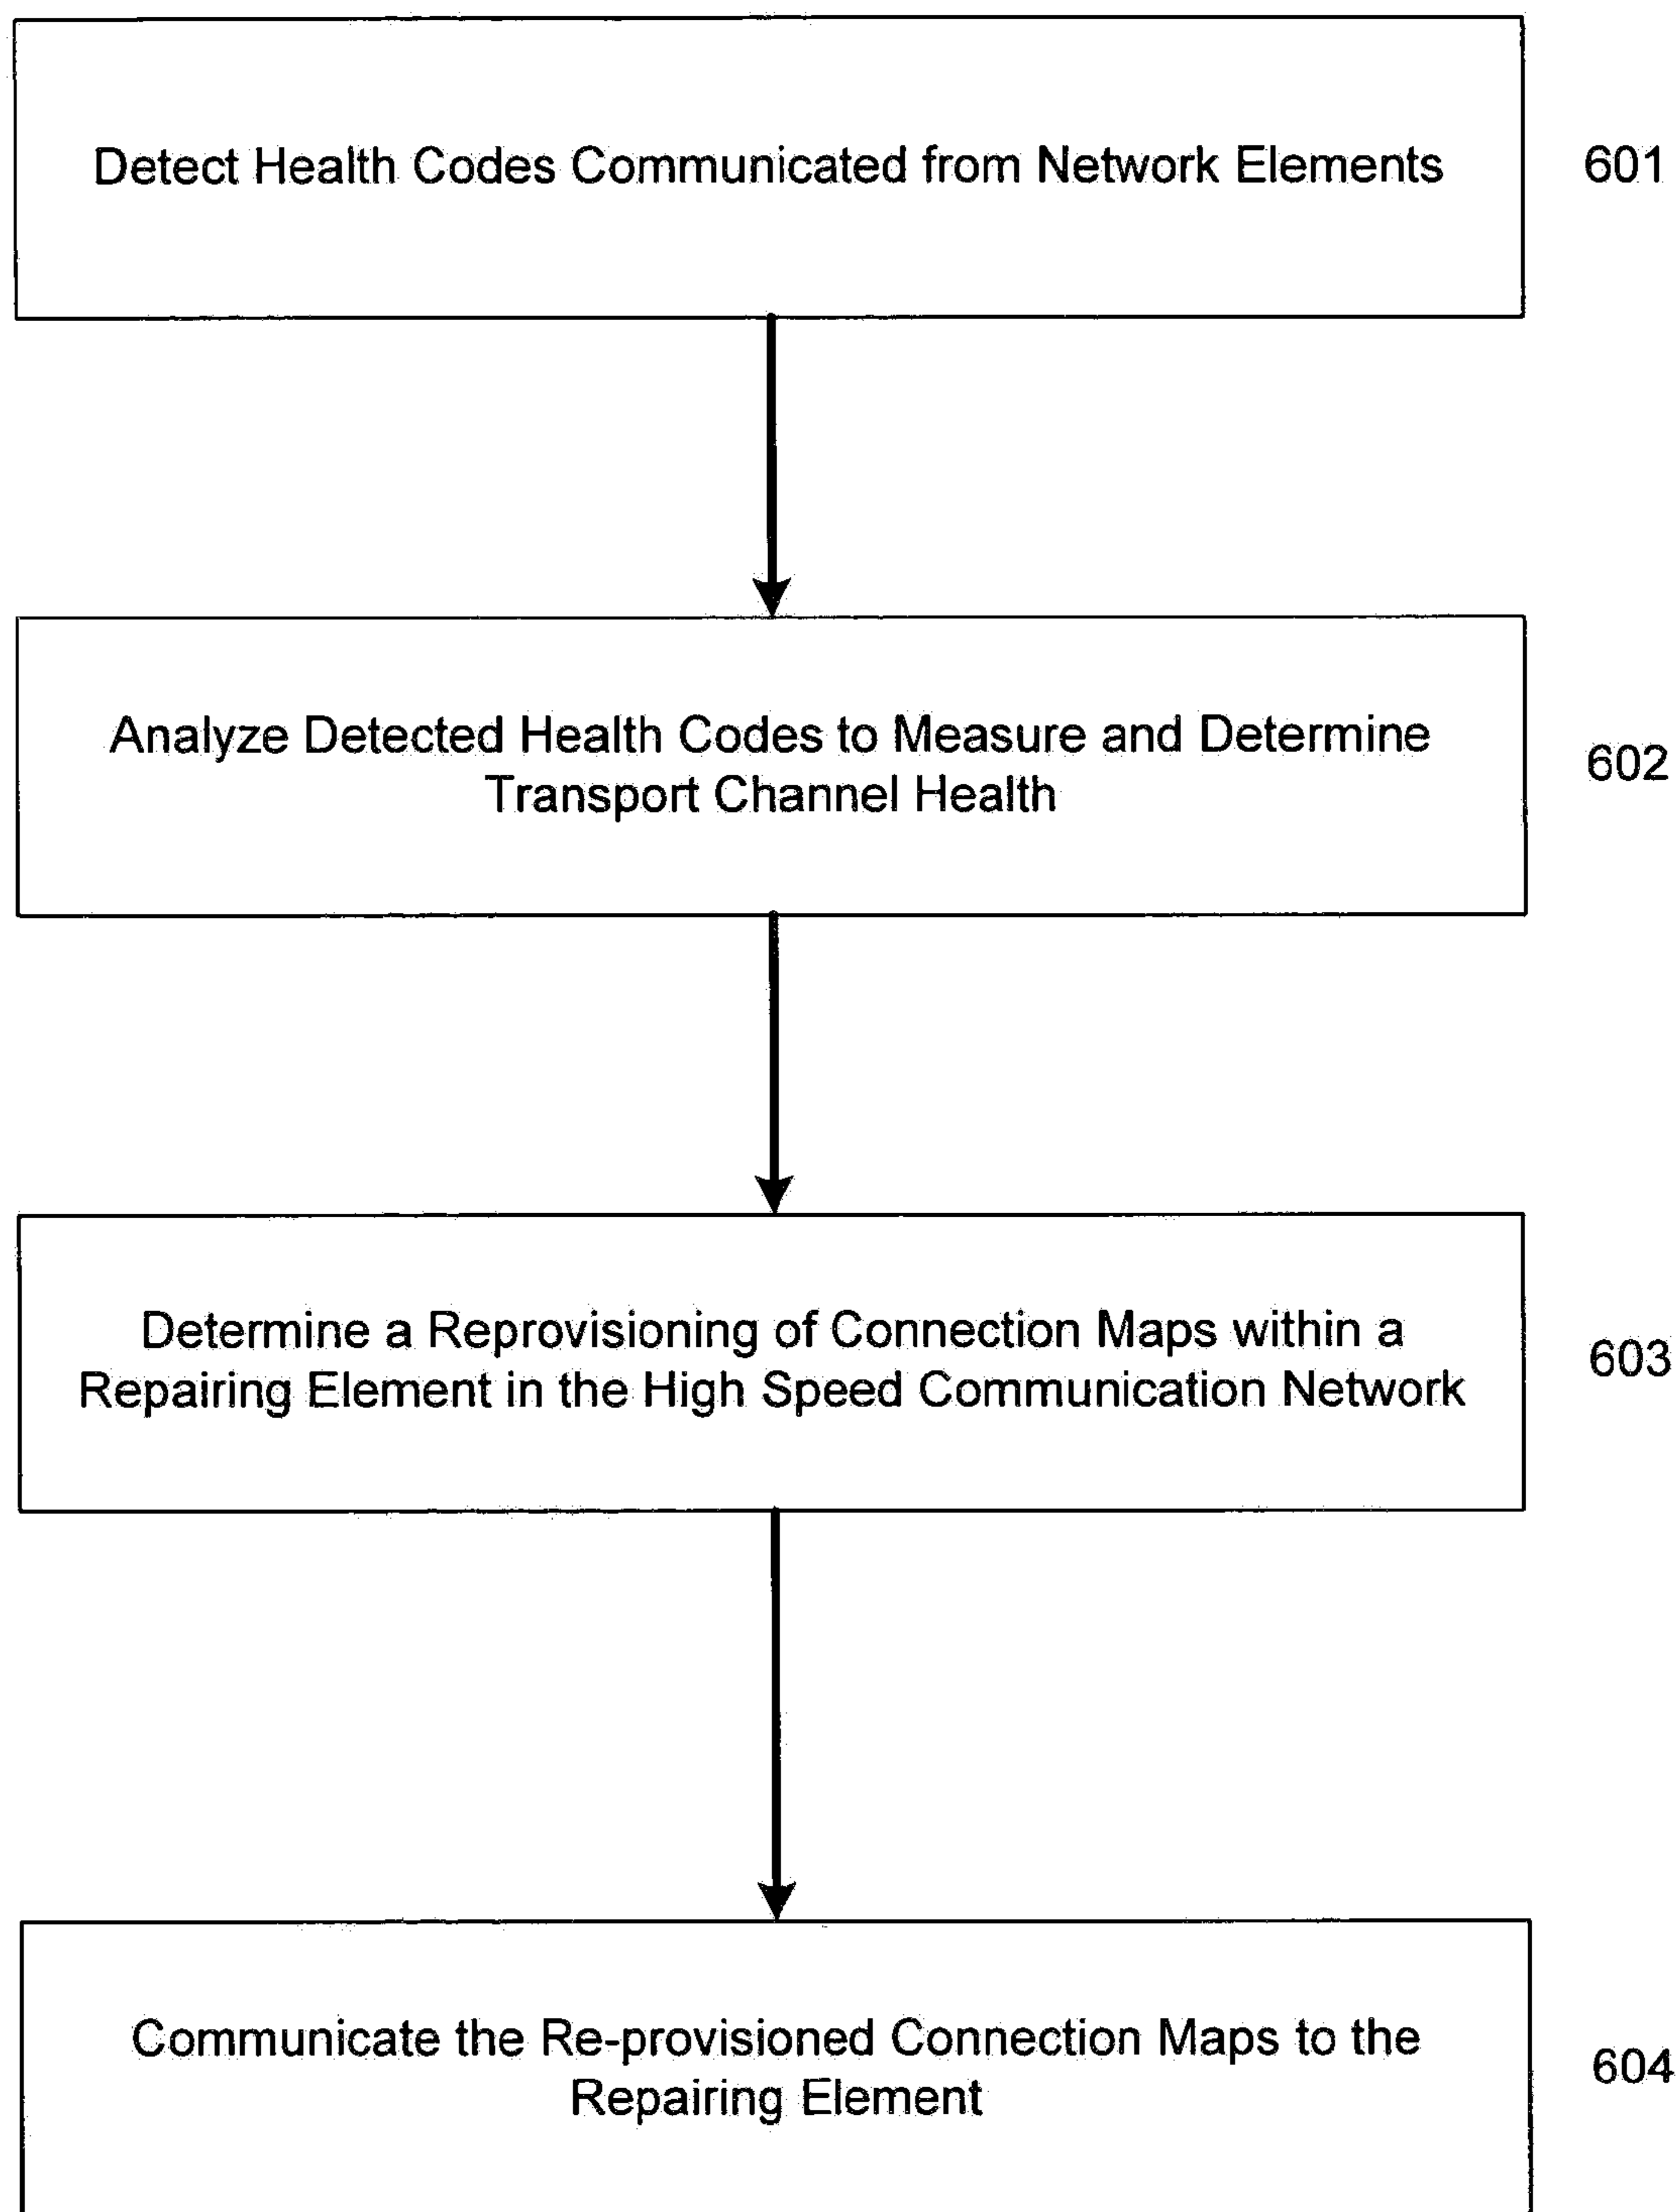 Detect Health Codes Communicated from Network Elements
601
Analyze Detected Health Codes to Measure and Determine
Transport Channel Health
602
Determine a Reprovisioning of Connection Maps within a
Repairing Element in the High Speed Communication Network
603
Communicate the Re-provisioned Connection Maps to the
Repairing Element
604